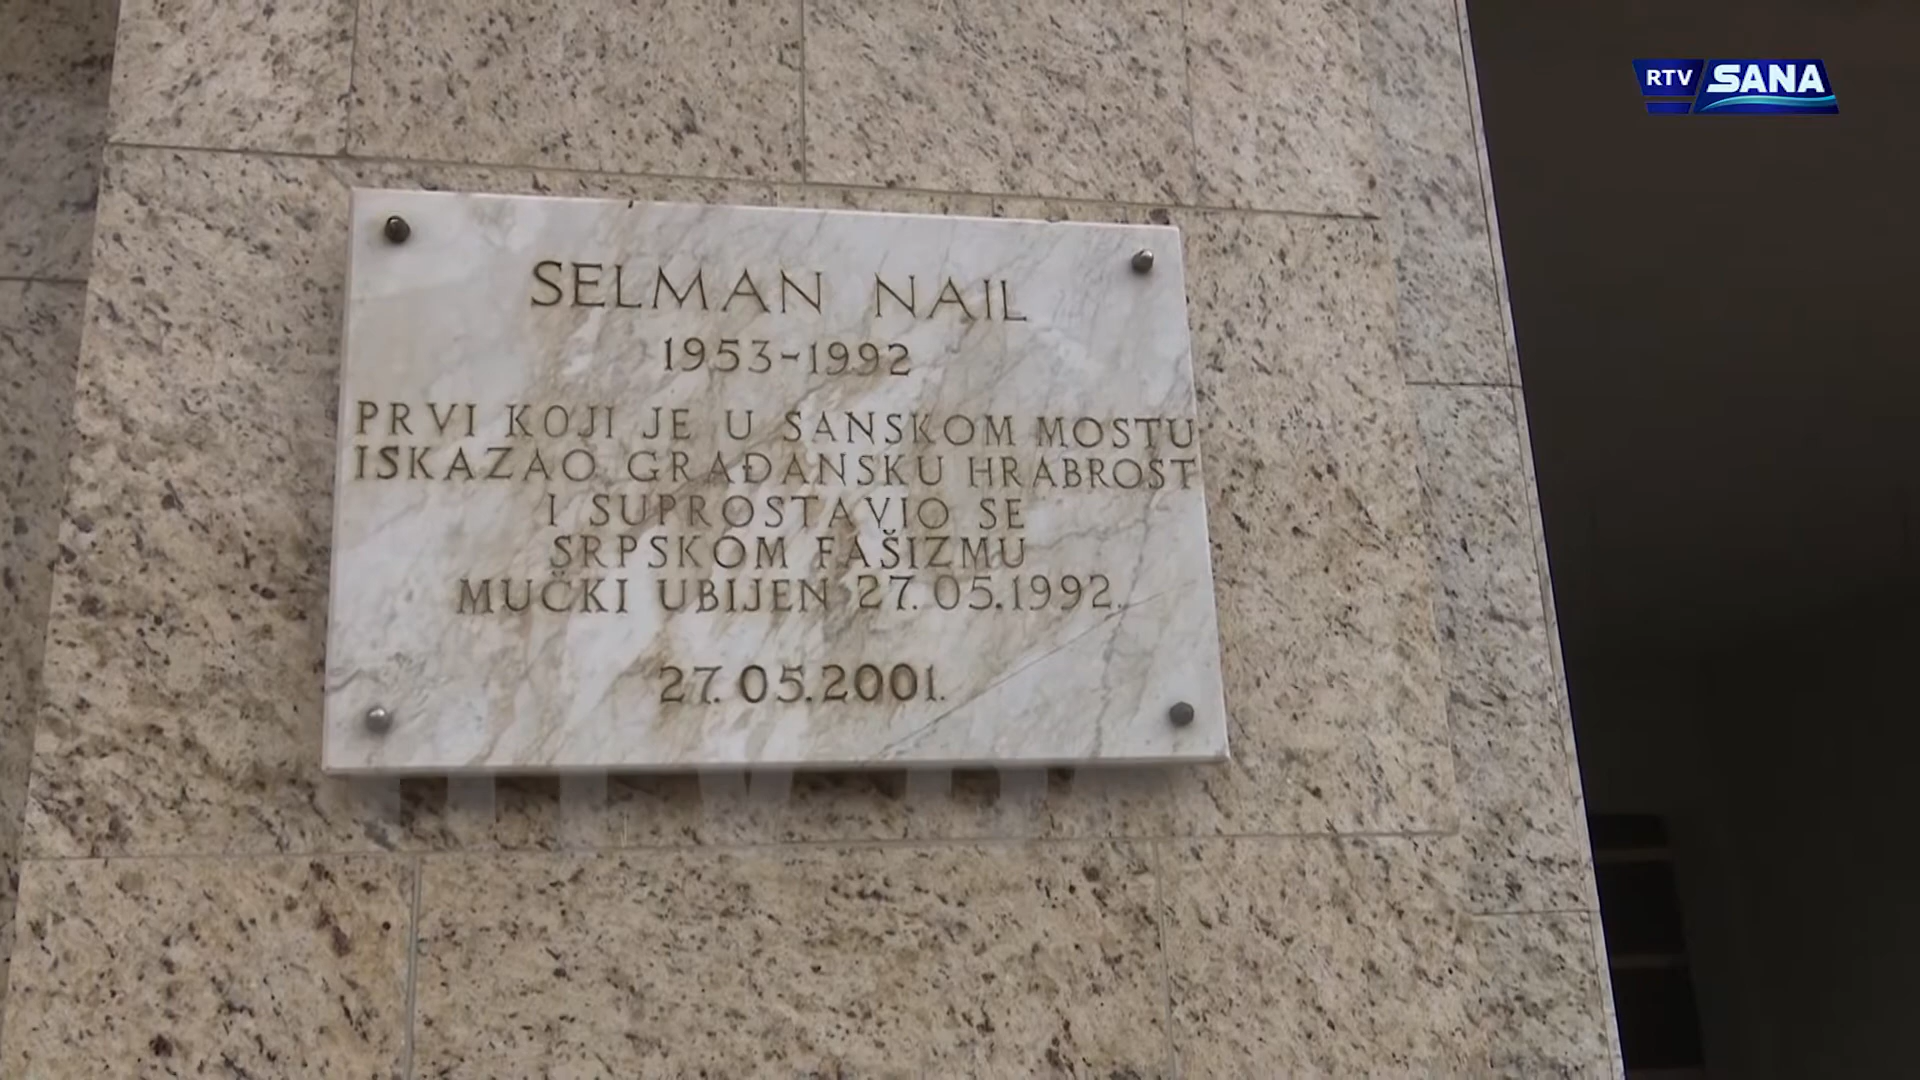 RTV SANA
SELMAN NAIL
1953-1992
PRVI KOJI JE U SANSKOM MOSTU
ISKAZAO GRAĐANSKU HRABROST
I SUPROSTAVIO SE
SRPSKOM FAŠIZMU
MUČKI UBIJEN 27.05.1992.
27.05.2001.